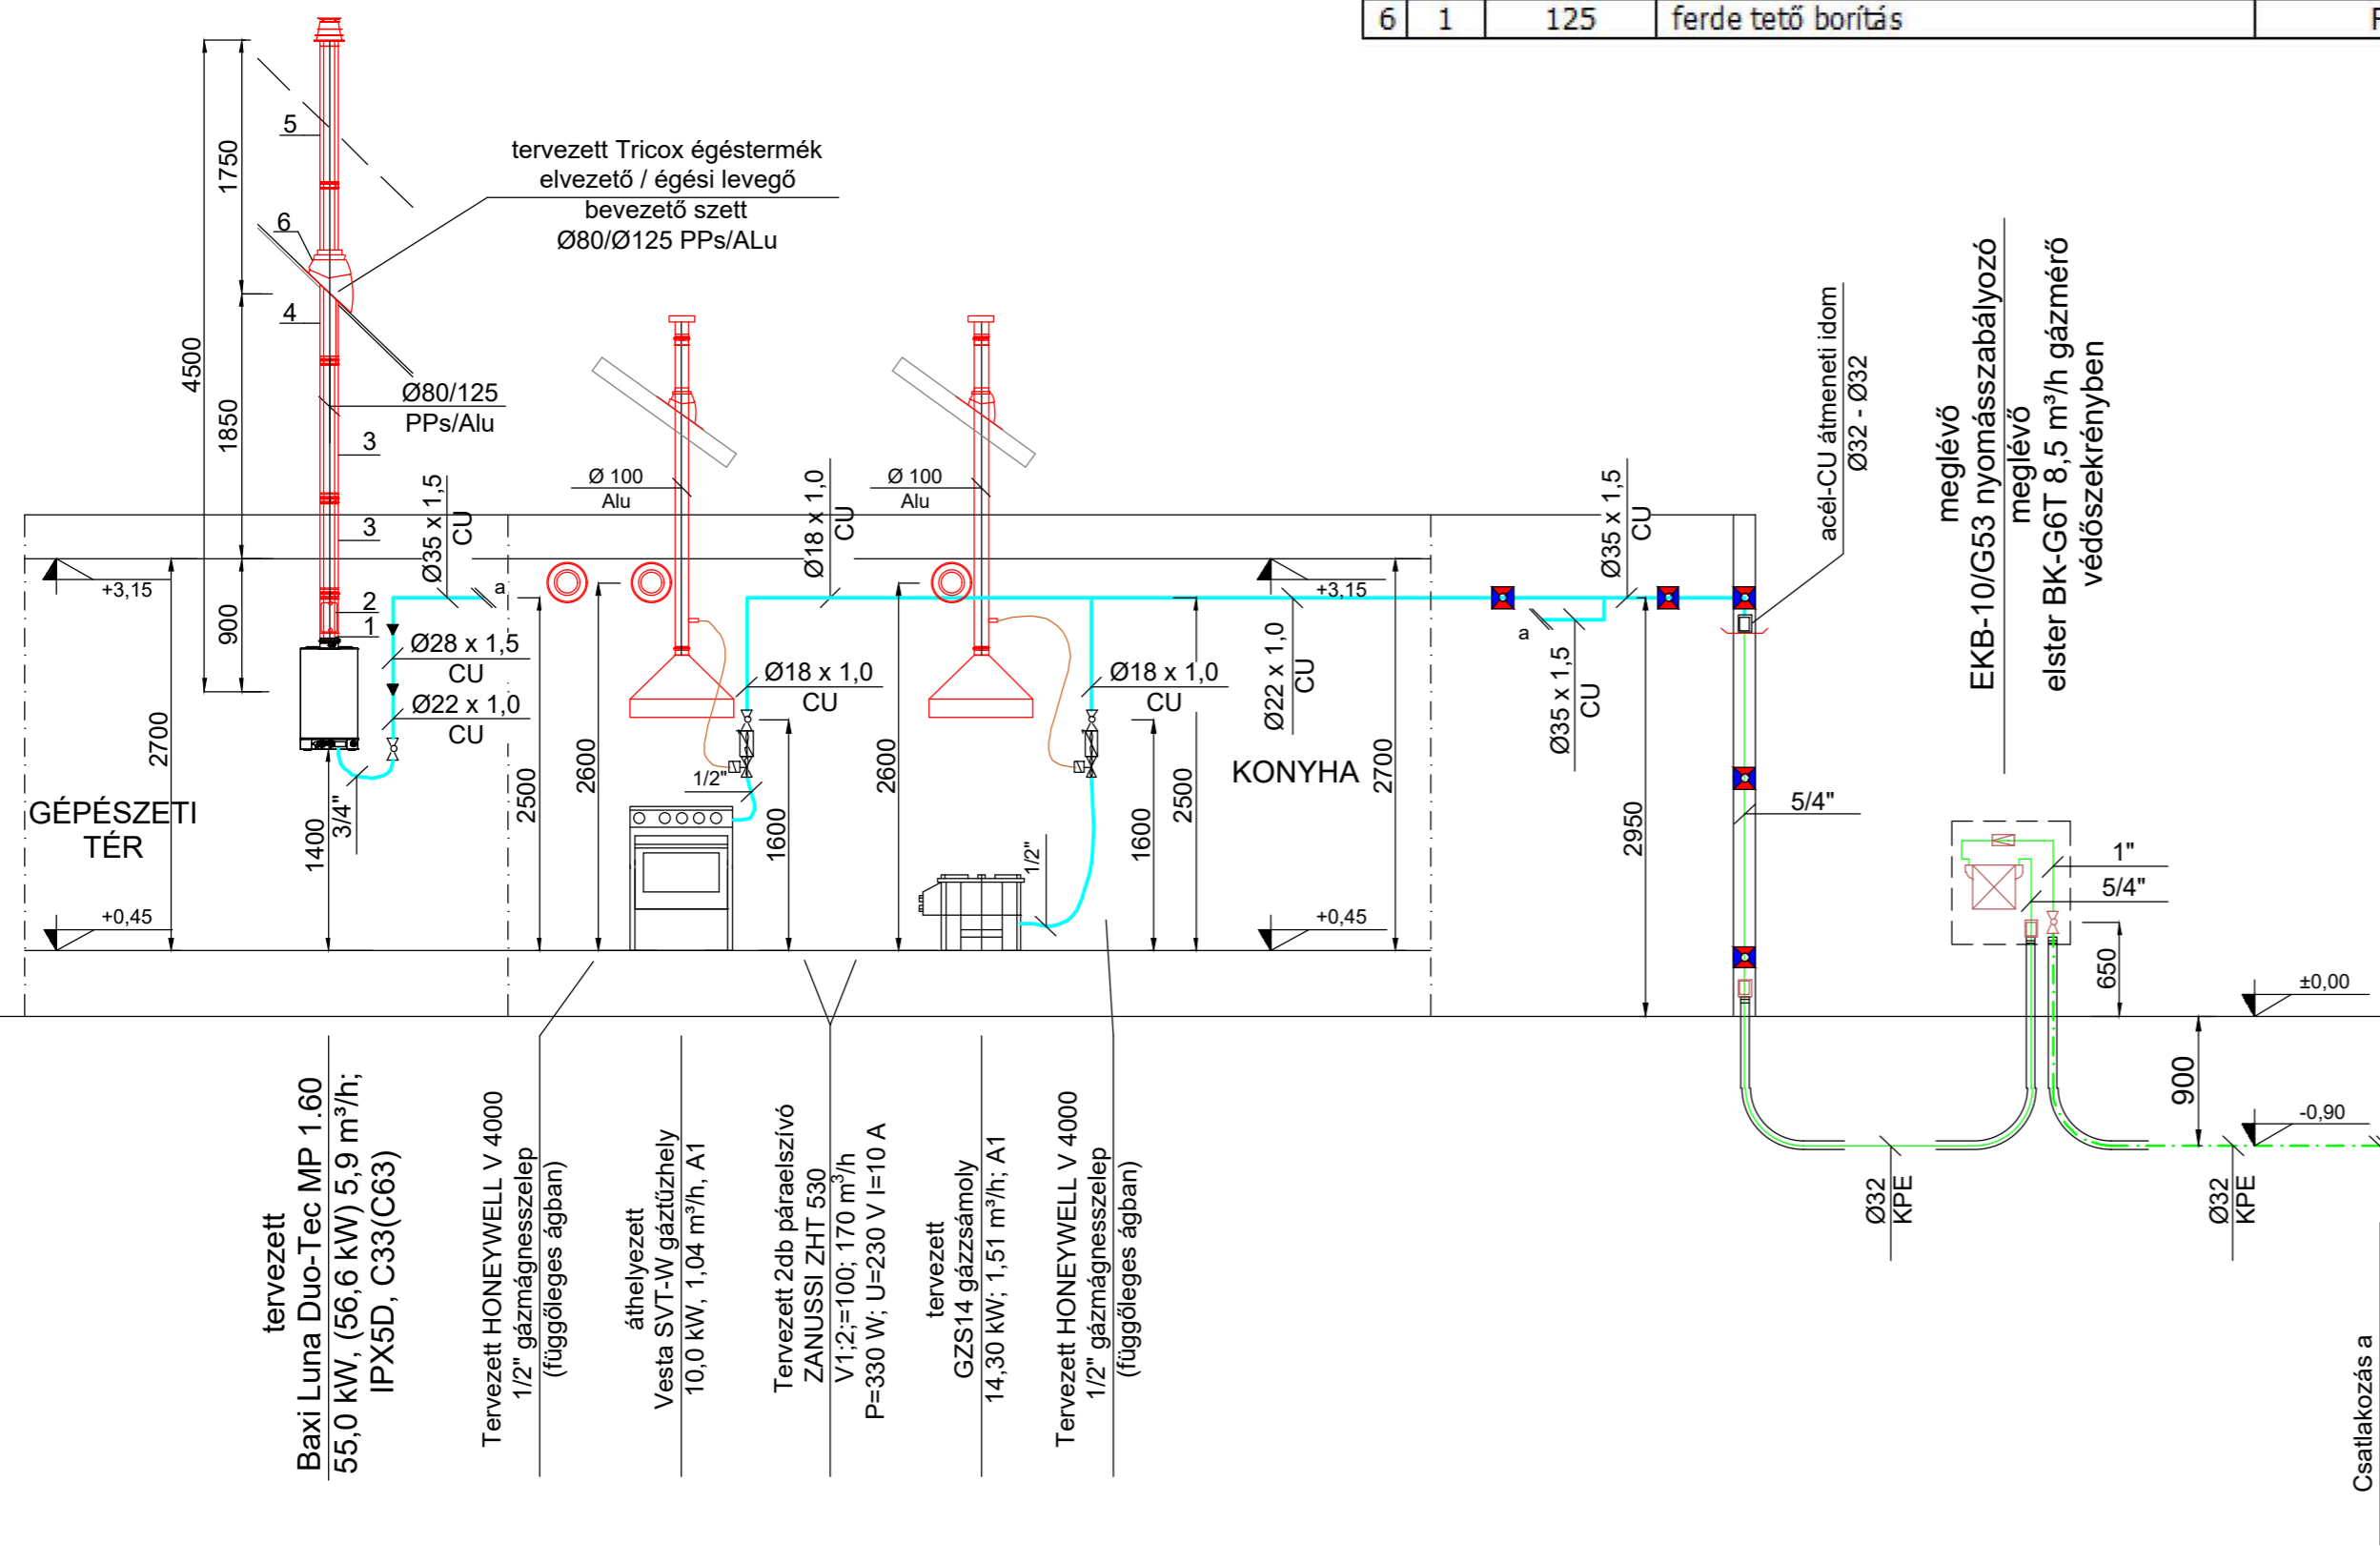 6 1 125 ferde tető borítás
5
tervezett Tricox égéstermék
elvezető / égési levegő
bevezető szett
Ø80/Ø125 PPs/ALu
1750
6
4
4500
1850
Ø80/125
PPs/Alu
3
3
2
1
900
+3,15
2700
GÉPÉSZETI
TÉR
+0,45
1400
3/4"
Ø35 x 1,5
CU
a
Ø28 x 1,5
CU
Ø22 x 1,0
CU
2500
2600
Ø 100
Alu
Ø18 x 1,0
CU
Ø18 x 1,0
CU
1/2"
1600
Ø 100
Alu
2600
Ø18 x 1,0
CU
1/2"
1600
2500
Ø22 x 1,0
CU
+3,15
KONYHA
2700
+0,45
a
Ø35 x 1,5
CU
Ø35 x 1,5
CU
2950
acél-CU átmeneti idom
Ø32 - Ø32
5/4"
meglévő
EKB-10/G53 nyomásszabályozó
meglévő
elster BK-G6T 8,5 m³/h gázmérő
védőszekrényben
1"
5/4"
650
±0,00
900
-0,90
Ø32
KPE
Ø32
KPE
tervezett
Baxi Luna Duo-Tec MP 1.60
55,0 kW, (56,6 kW) 5,9 m³/h;
IPX5D, C33(C63)
Tervezett HONEYWELL V 4000
1/2" gázmágnesszelep
(függőleges ágban)
áthelyezett
Vesta SVT-W gáztűzhely
10,0 kW, 1,04 m³/h, A1
Tervezett 2db páraelszívó
ZANUSSI ZHT 530
V1;2;=100; 170 m³/h
P=330 W; U=230 V I=10 A
tervezett
GZS14 gázzsámoly
14,30 kW; 1,51 m³/h; A1
Tervezett HONEYWELL V 4000
1/2" gázmágnesszelep
(függőleges ágban)
Csatlakozás a